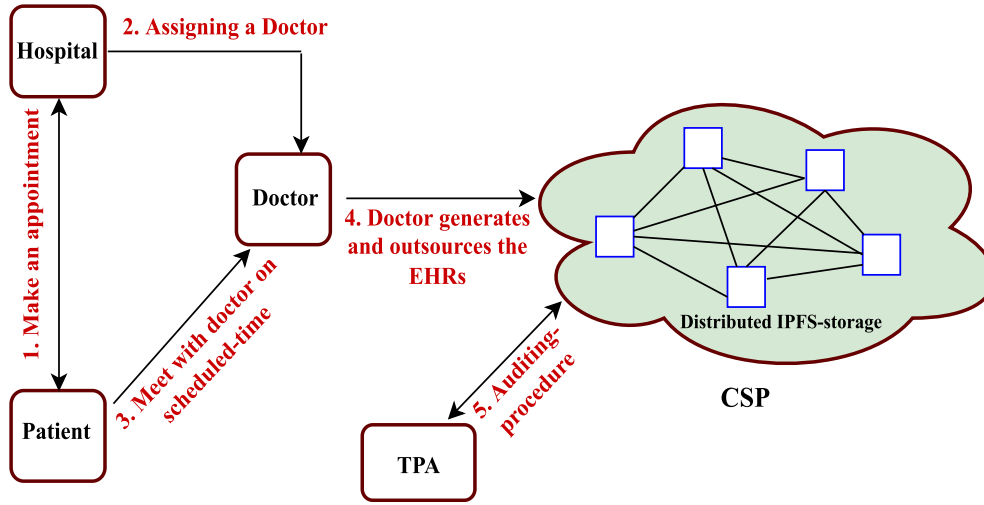 2. Assigning a Doctor
Hospital
1. Make an appointment
Doctor
4. Doctor generates
and outsources the
EHRs
3. Meet with doctor on
scheduled-time
Distributed IPFS-storage
CSP
5. Auditing-
procedure
Patient
TPA